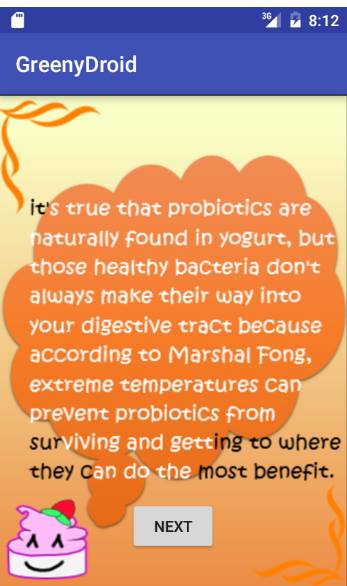 3G 8:12
GreenyDroid
it's true that probiotics are
naturally found in yogurt, but
those healthy bacteria don't
always make their way into
your digestive tract because
according to Marshal Fong,
extreme temperatures can
prevent probiotics from
surviving and getting to where
they can do the most benefit.
NEXT